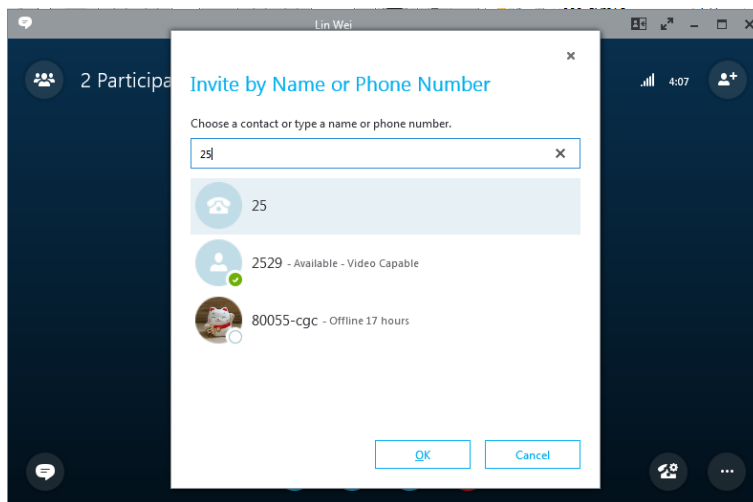 Lin Wei
2 Participa
4:07
Invite by Name or Phone Number
Choose a contact or type a name or phone number.
25
25
2529 - Available - Video Capable
80055-cgc - Offline 17 hours
OK
Cancel